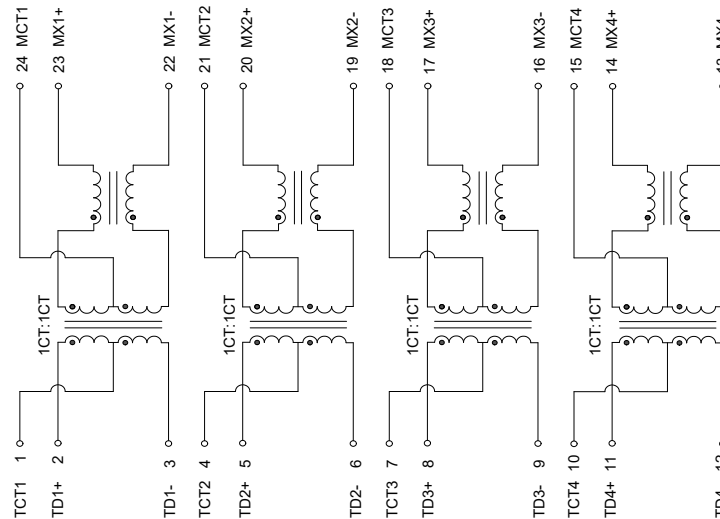 24 MCT1
23 MX1+
22 MX1-
21 MCT2
20 MX2+
19 MX2-
18 MCT3
17 MX3+
16 MX3-
15 MCT4
14 MX4+
1CT:1CT
1CT:1CT
1CT:1CT
1CT:1CT
TCT1 1
TD1+ 2
TD1- 3
TCT2 4
TD2+ 5
TD2- 6
TCT3 7
TD3+ 8
TD3- 9
TCT4 10
TD4+ 11